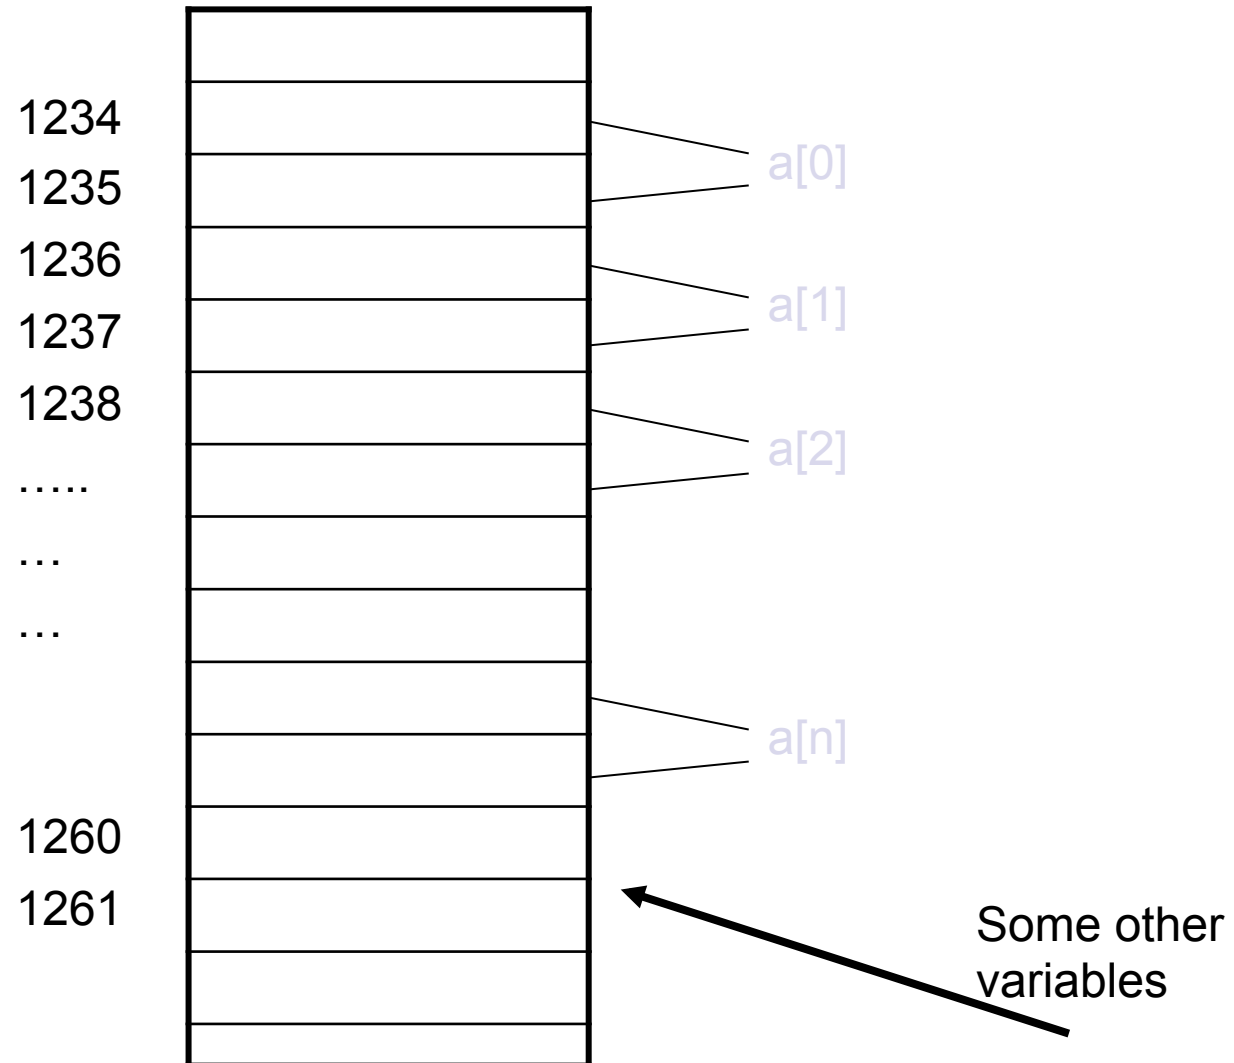 1234
a[0]
1235
1236
a[1]
1237
1238
a[2]
…..
…
…
a[n]
1260
1261
Some other
variables